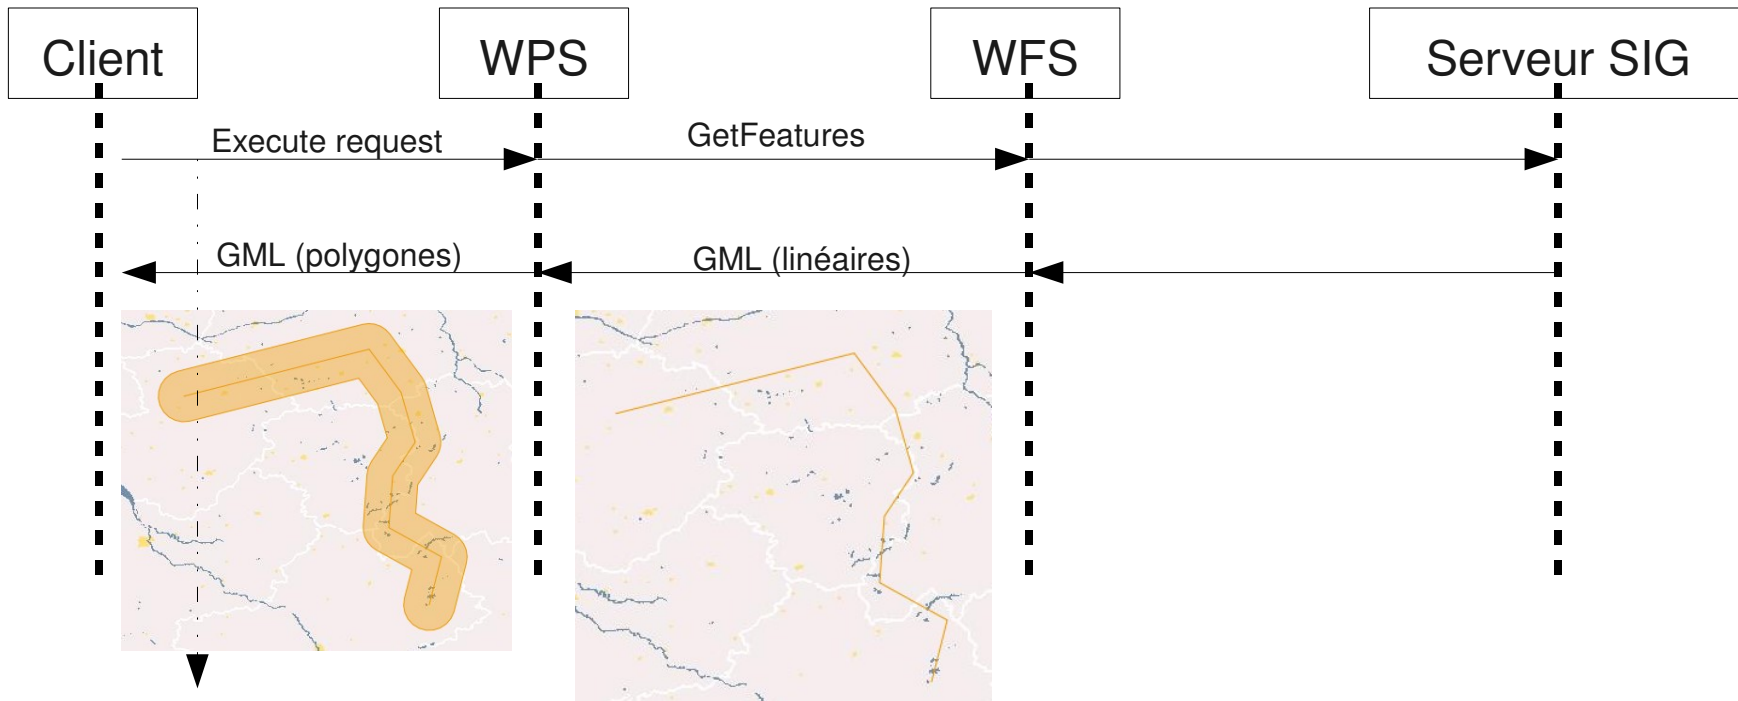 Client
WPS
WFS
Serveur SIG
Execute request
GetFeatures
GML (polygones)
GML (linéaires)